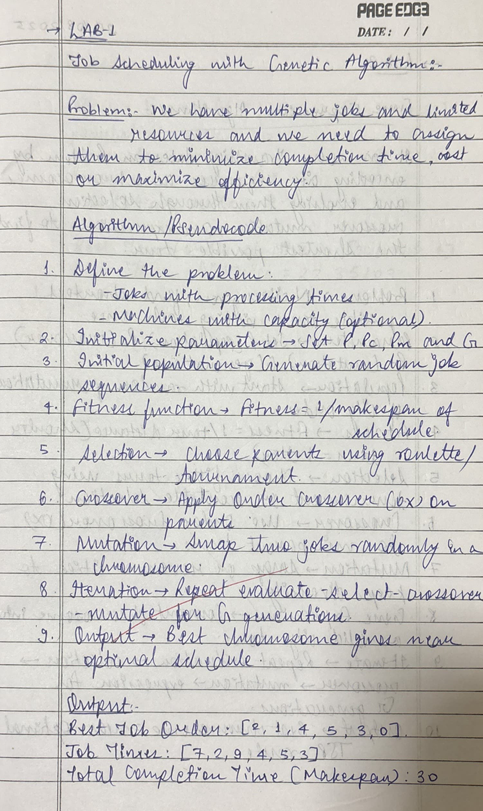 PAGE EDGE
DATE: / /
→ LAB-1
Job Scheduling with Genetic Algorithm:-
Problem:- We have multiple jobs and limited
resources and we need to assign
them to minimize completion time, cost
or maximize efficiency.
Algorithm / Pseudocode
1. Define the problem:
- Jobs with processing times
- Machines with capacity (optional).
2. Initialize parameters → Set P, Pc, Pm and G
3. Initial population → Generate random job
sequences.
4. Fitness function → Fitness = 1/makespan of
schedule
5. Selection → choose parents using roulette/
tournament.
6. Crossover → Apply Order Crossover (OX) on
parents
7. Mutation → Swap two jobs randomly in a
chromosome.
8. Iteration → Repeat evaluate-select-crossover
- mutate for G generations.
9. Output → Best chromosome gives near
optimal schedule.
Output:-
Best Job Order: [2, 1, 4, 5, 3, 0].
Job Times: [7, 2, 9, 4, 5, 3]
Total Completion Time (Makespan): 30